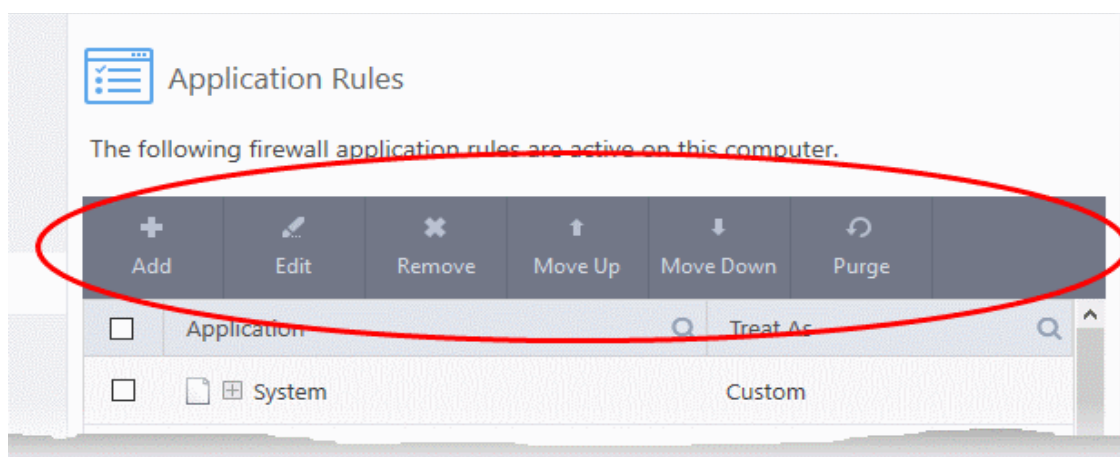 Application Rules
The following firewall application rules are active on this computer.
Add Edit Remove Move Up Move Down Purge
Application Treat As
System Custom